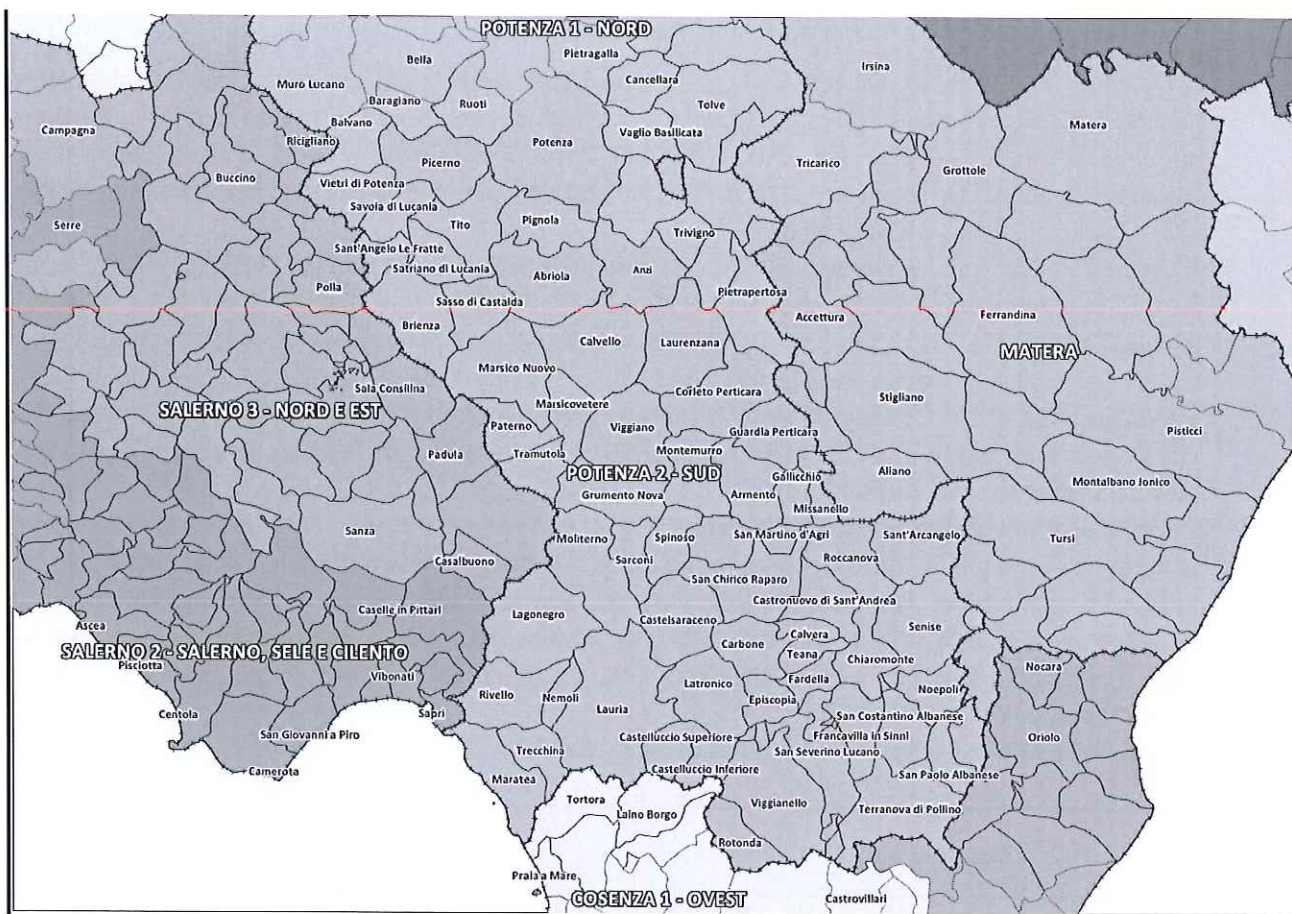 POTENZA 1 - NORD
Pietragalla
Bella
Irsina
Muro Lucano
Cancellara
Baragiano
Ruoti
Tolve
Balvano
Campagna
Matera
Vaglio Basilicata
Ricigliano
Potenza
Picerno
Tricarico
Grottole
Buccino
Vietri di Potenza
Savoia di Lucania
Serre
Tito
Pignola
Trivigno
Sant'Angelo Le Fratte
Satriano di Lucania
Abriola
Anzi
Polla
Pietrapertosa
Sasso di Castalda
Brienza
Accettura
Ferrandina
Calvello
Laurenzana
MATERA
Marsico Nuovo
Sala Consilina
Corleto Perticara
Stigliano
Marsicovetere
SALERNO 3 - NORD E EST
Paterno
Viggiano
Guardia Perticara
Pisticci
Padula
Tramutola
Montemurro
POTENZA 2 - SUD
Gallicchio
Aliano
Montalbano Jonico
Grumento Nova
Armento
Missanello
Sanza
Moliterno
Spinoso
San Martino d'Agri
Sant'Arcangelo
Tursi
Casalbuono
Sarconi
Roccanova
San Chirico Raparo
Caselle in Pittari
Lagonegro
Castronuovo di Sant'Andrea
Ascea
Castelsaraceno
Senise
SALERNO 2 - SALERNO, SELE E CILENTO
Carbone
Calvera
Teana
Chiaromonte
Pisciotta
Nocara
Vibonati
Fardella
Rivello
Nemoli
Latronico
Noepoli
Episcopia
Centola
Sapri
Lauria
San Costantino Albanese
San Giovanni a Piro
Castelluccio Superiore
Francavilla in Sinni
Oriolo
Trecchina
San Severino Lucano
Camerota
Castelluccio Inferiore
Maratea
San Paolo Albanese
Tortora
Viggianello
Terranova di Pollino
Laino Borgo
Rotonda
Praia a Mare
COSENZA 1 - OVEST
Castrovillari